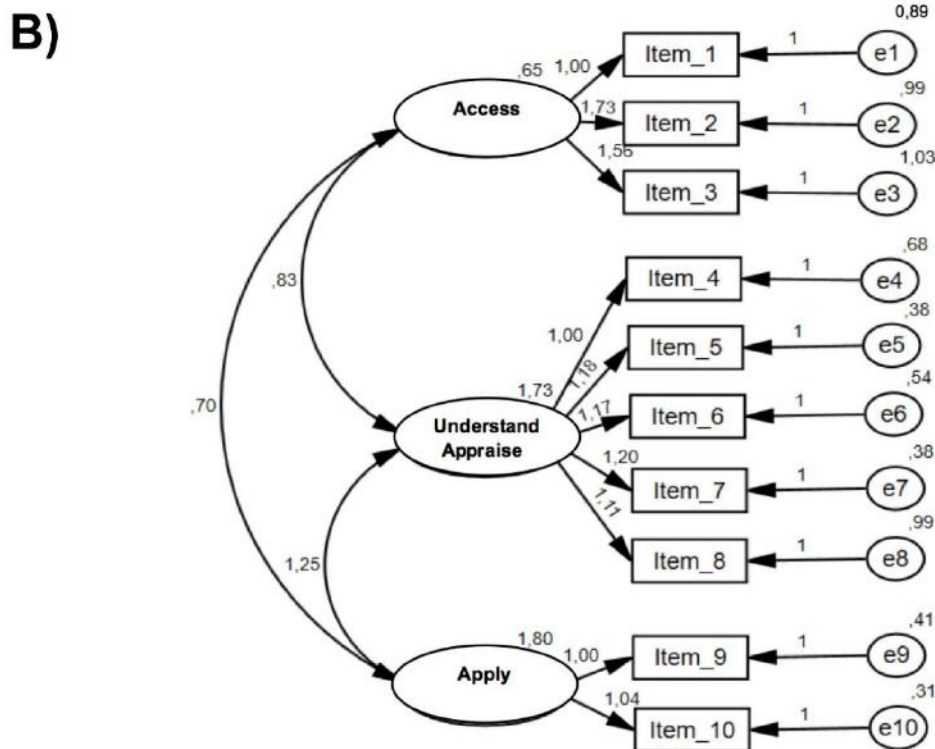 B)
0,89
,65 1,00 Item_1 1 e1
Access
,99
1,73 Item_2 1 e2
1,03
1,56 Item_3 1 e3
,68
Item_4 1 e4
,83
,38
1,00 Item_5 1 e5
1,18
,54
1,73 1,17 Item_6 1 e6
,70
Understand
Appraise
,38
1,20 Item_7 1 e7
1,11
,99
Item_8 1 e8
1,25
,41
1,80 1,00 Item_9 1 e9
Apply
,31
1,04 Item_10 1 e10